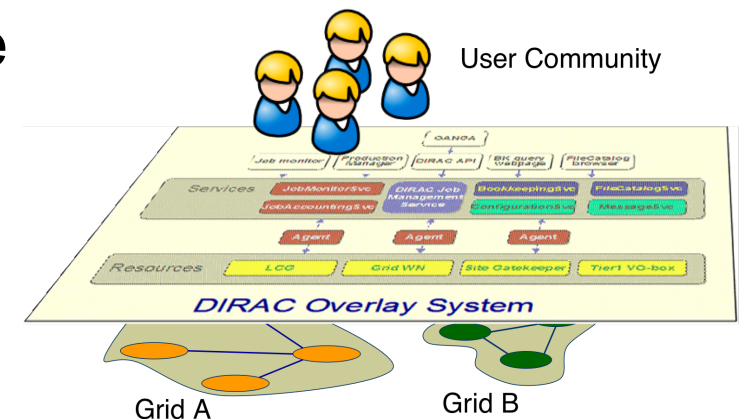 e
User Community
GANGA
Job monitor
Production
Manager
DIRAC API
BK query
webpage
FileCatalog
browser
Services
JobMonitorSvc
DIRAC Job
Management
Service
BookkeepingSvc
FileCatalogSvc
JobAccountingSvc
ConfigurationSvc
MessageSvc
Agent
Agent
Agent
Resources
LCG
Grid WN
Site Gatekeeper
Tier1 VO-box
DIRAC Overlay System
Grid A
Grid B